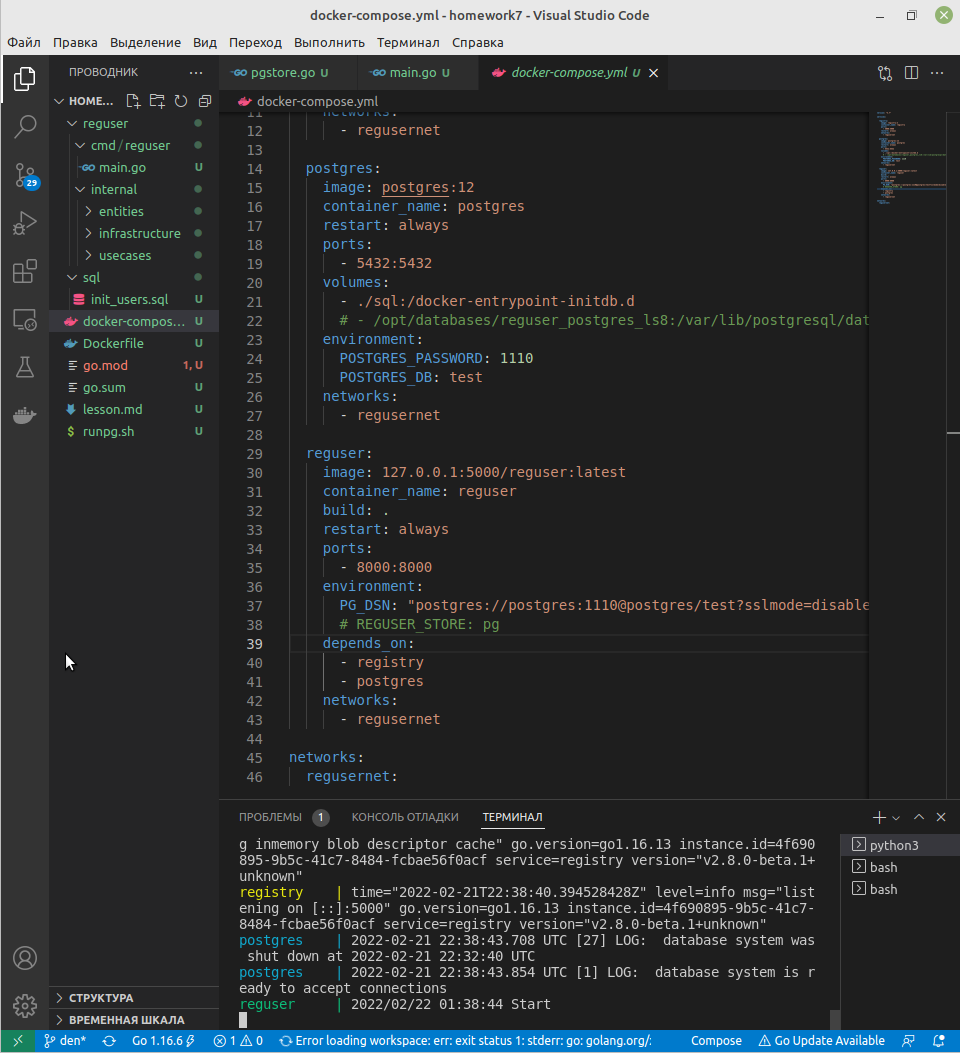 docker-compose.yml - homework7 - Visual Studio Code
Файл Правка Выделение Вид Переход Выполнить Терминал Справка
ПРОВОДНИК
pgstore.go U
main.go U
docker-compose.yml U
HOME...
docker-compose.yml
reguser
cmd / reguser
main.go U
internal
entities
infrastructure
usecases
sql
init_users.sql U
docker-compos... U
Dockerfile U
go.mod 1, U
go.sum U
lesson.md U
runpg.sh U
29
11 networks:
12 - regusernet
13
14 postgres:
15 image: postgres:12
16 container_name: postgres
17 restart: always
18 ports:
19 - 5432:5432
20 volumes:
21 - ./sql:/docker-entrypoint-initdb.d
22 # - /opt/databases/reguser_postgres_ls8:/var/lib/postgresql/dat
23 environment:
24 POSTGRES_PASSWORD: 1110
25 POSTGRES_DB: test
26 networks:
27 - regusernet
28
29 reguser:
30 image: 127.0.0.1:5000/reguser:latest
31 container_name: reguser
32 build: .
33 restart: always
34 ports:
35 - 8000:8000
36 environment:
37 PG_DSN: "postgres://postgres:1110@postgres/test?sslmode=disable
38 # REGUSER_STORE: pg
39 depends_on:
40 - registry
41 - postgres
42 networks:
43 - regusernet
44
45 networks:
46 regusernet:
ПРОБЛЕМЫ 1 КОНСОЛЬ ОТЛАДКИ ТЕРМИНАЛ
g inmemory blob descriptor cache" go.version=go1.16.13 instance.id=4f690
895-9b5c-41c7-8484-fcbae56f0acf service=registry version="v2.8.0-beta.1+
unknown"
registry | time="2022-02-21T22:38:40.394528428Z" level=info msg="list
ening on [::]:5000" go.version=go1.16.13 instance.id=4f690895-9b5c-41c7-
8484-fcbae56f0acf service=registry version="v2.8.0-beta.1+unknown"
postgres | 2022-02-21 22:38:43.708 UTC [27] LOG: database system was
shut down at 2022-02-21 22:32:40 UTC
postgres | 2022-02-21 22:38:43.854 UTC [1] LOG: database system is r
eady to accept connections
reguser | 2022/02/22 01:38:44 Start
python3
bash
bash
СТРУКТУРА
ВРЕМЕННАЯ ШКАЛА
den* Go 1.16.6 1 0 Error loading workspace: err: exit status 1: stderr: go: golang.org/: Compose Go Update Available